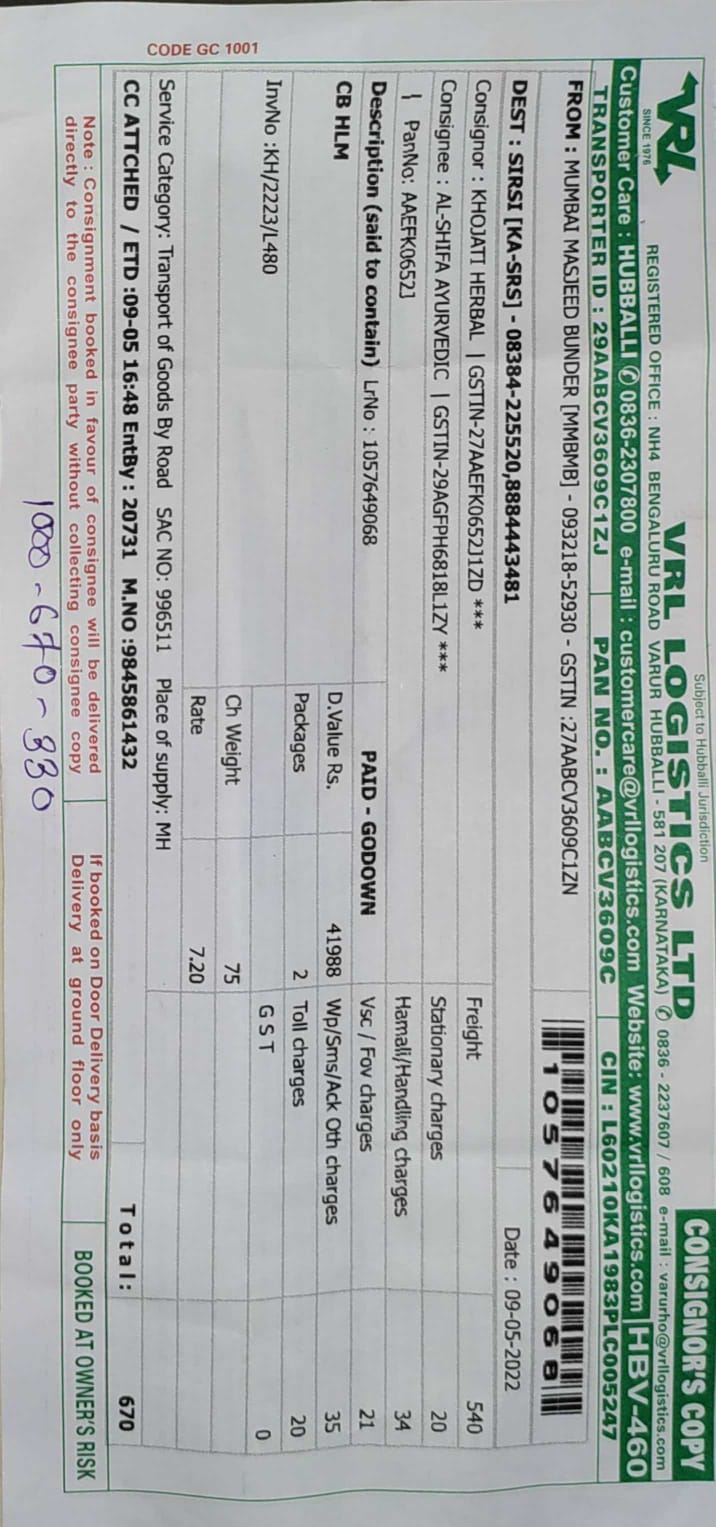 Subject to Hubballi Jurisdiction
CONSIGNOR'S COPY
VRL
SINCE 1976
VRL LOGISTICS LTD
REGISTERED OFFICE : NH4 BENGALURU ROAD VARUR HUBBALLI - 581 207 (KARNATAKA) ✆ 0836 - 2237607 / 608 e-mail : varurho@vrllogistics.com
Customer Care : HUBBALLI ✆ 0836-2307800 e-mail : customercare@vrllogistics.com Website: www.vrllogistics.com HBV-460
TRANSPORTER ID : 29AABCV3609C1ZJ PAN NO. : AABCV3609C CIN : L60210KA1983PLC005247
FROM : MUMBAI MASJEED BUNDER [MMBMB] - 093218-52930 - GSTIN :27AABCV3609C1ZN
1057649068
DEST : SIRSI [KA-SRS] - 08384-225520,8884443481
Date : 09-05-2022
Consignor : KHOJATI HERBAL | GSTIN-27AAEFK0652J1ZD ***
Freight 540
Consignee : AL-SHIFA AYURVEDIC | GSTIN-29AGFPH6818L1ZY ***
Stationary charges 20
} PanNo: AAEFK0652J
Hamali/Handling charges 34
Description (said to contain) LrNo : 1057649068 PAID - GODOWN Vsc / Fov charges 21
CB HLM D.Value Rs. 41988 Wp/Sms/Ack Oth charges 35
Packages 2 Toll charges 20
InvNo :KH/2223/L480 G S T 0
Ch Weight 75
Rate 7.20
Service Category: Transport of Goods By Road SAC NO: 996511 Place of supply: MH
CC ATTCHED / ETD :09-05 16:48 EntBy : 20731 M.NO :9845861432 Total: 670
Note : Consignment booked in favour of consignee will be delivered
directly to the consignee party without collecting consignee copy
If booked on Door Delivery basis
Delivery at ground floor only
BOOKED AT OWNER'S RISK
CODE GC 1001
1000-670-330